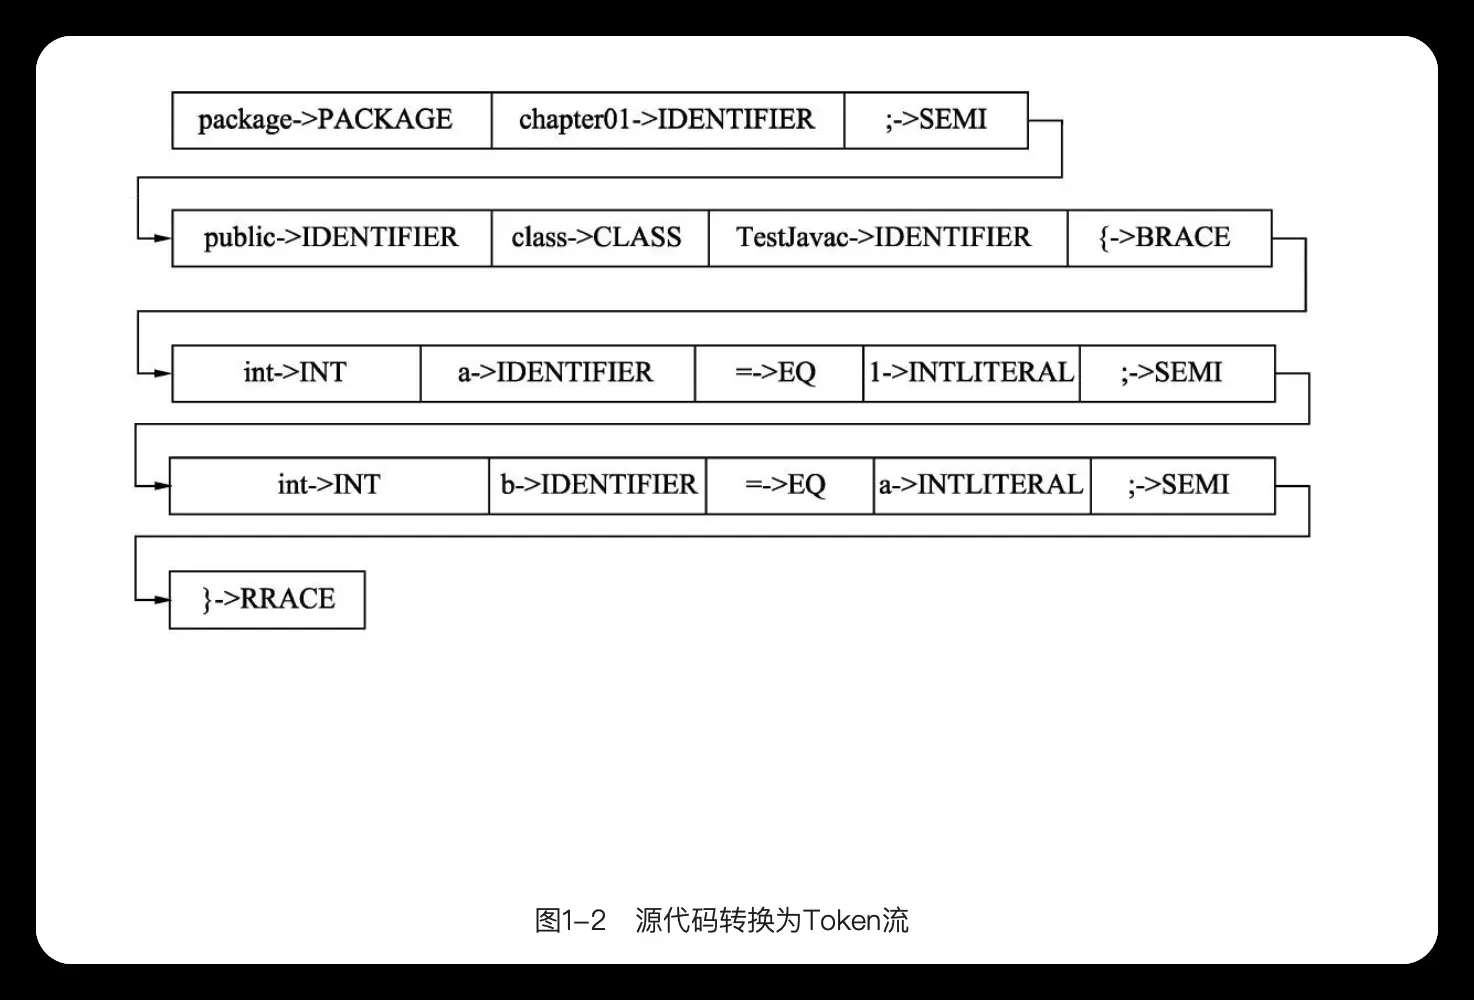 package->PACKAGE chapter01->IDENTIFIER ;->SEMI
public->IDENTIFIER class->CLASS TestJavac->IDENTIFIER {->BRACE
int->INT a->IDENTIFIER =->EQ 1->INTLITERAL ;->SEMI
int->INT b->IDENTIFIER =->EQ a->INTLITERAL ;->SEMI
}->RRACE
图1-2 源代码转换为Token流